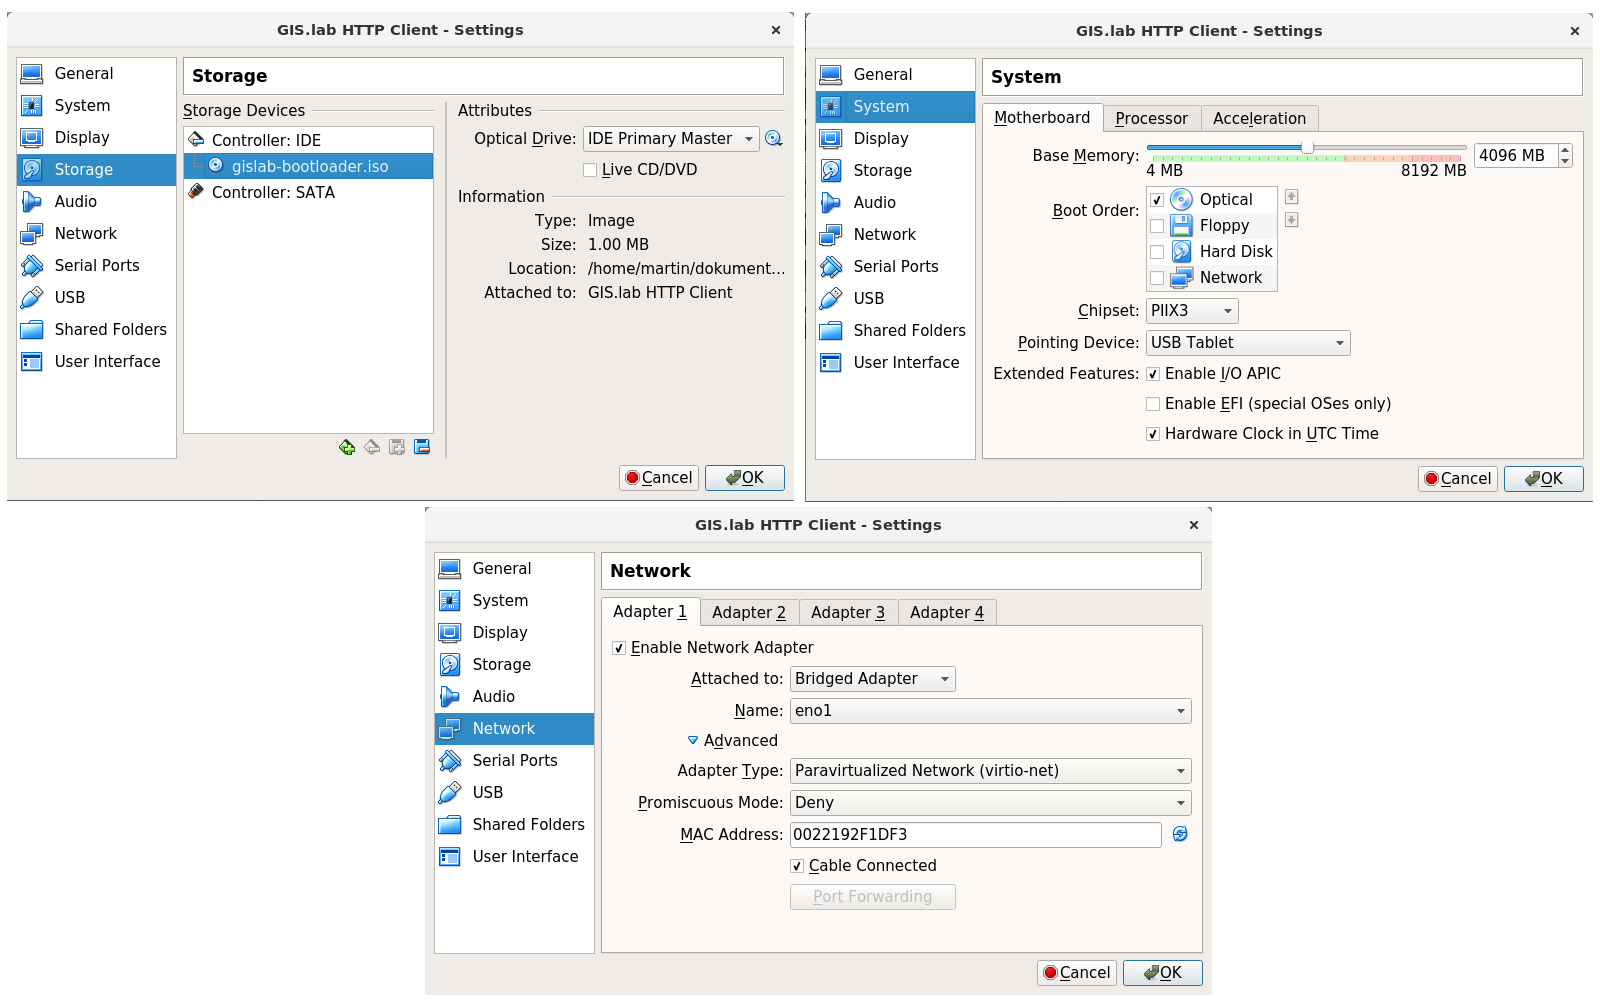 GIS.lab HTTP Client - Settings
General
System
Display
Storage
Audio
Network
Serial Ports
USB
Shared Folders
User Interface
Storage
Storage Devices
Controller: IDE
gislab-bootloader.iso
Controller: SATA
Attributes
Optical Drive: IDE Primary Master
Live CD/DVD
Information
Type: Image
Size: 1.00 MB
Location: /home/martin/dokument...
Attached to: GIS.lab HTTP Client
Cancel OK
GIS.lab HTTP Client - Settings
General
System
Display
Storage
Audio
Network
Serial Ports
USB
Shared Folders
User Interface
System
Motherboard Processor Acceleration
Base Memory: 4096 MB
4 MB 8192 MB
Boot Order: Optical
Floppy
Hard Disk
Network
Chipset: PIIX3
Pointing Device: USB Tablet
Extended Features: Enable I/O APIC
Enable EFI (special OSes only)
Hardware Clock in UTC Time
Cancel OK
GIS.lab HTTP Client - Settings
General
System
Display
Storage
Audio
Network
Serial Ports
USB
Shared Folders
User Interface
Network
Adapter 1 Adapter 2 Adapter 3 Adapter 4
Enable Network Adapter
Attached to: Bridged Adapter
Name: eno1
Advanced
Adapter Type: Paravirtualized Network (virtio-net)
Promiscuous Mode: Deny
MAC Address: 0022192F1DF3
Cable Connected
Port Forwarding
Cancel OK